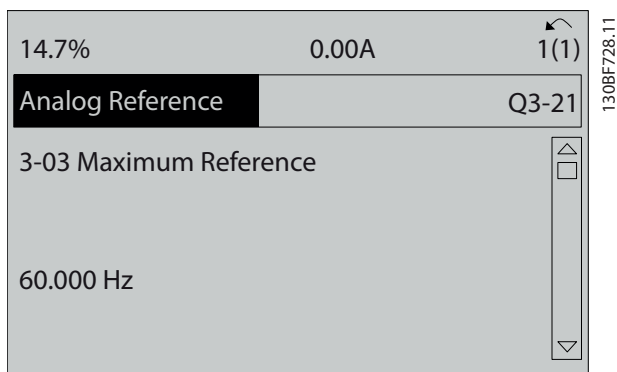 14.7% 0.00A 1(1)
Analog Reference Q3-21
3-03 Maximum Reference
60.000 Hz
130BF728.11